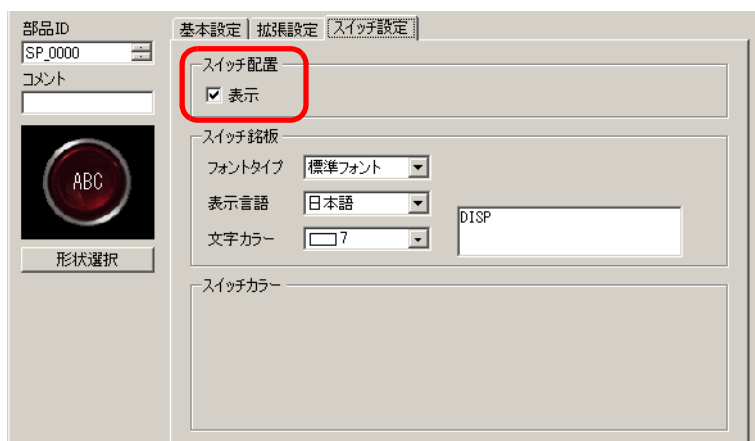 部品ID
SP_0000
コメント
ABC
形状選択
基本設定 拡張設定 スイッチ設定
スイッチ配置
表示
スイッチ銘板
フォントタイプ 標準フォント
表示言語 日本語
文字カラー 7
DISP
スイッチカラー